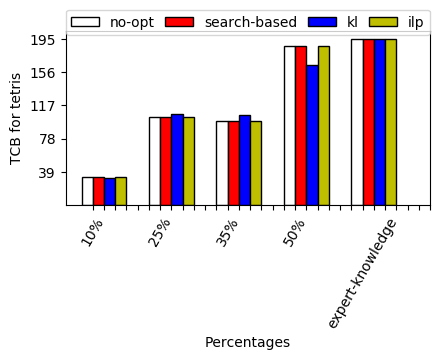 no-opt search-based kl ilp
195
156
117
78
39
TCB for tetris
10% 25% 35% 50% expert-knowledge
Percentages